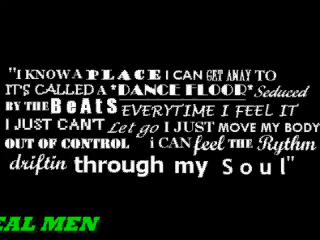 "I KNOW A PLACE I CAN GET AWAY TO
IT'S CALLED A *DANCE FLOOR* Seduced
BY THE BeAtS EVERYTIME I FEEL IT
I JUST CAN'T Let go I JUST MOVE MY BODY
OUT OF CONTROL i CAN feel THE Rythm
driftin through my Soul"
EAL MEN